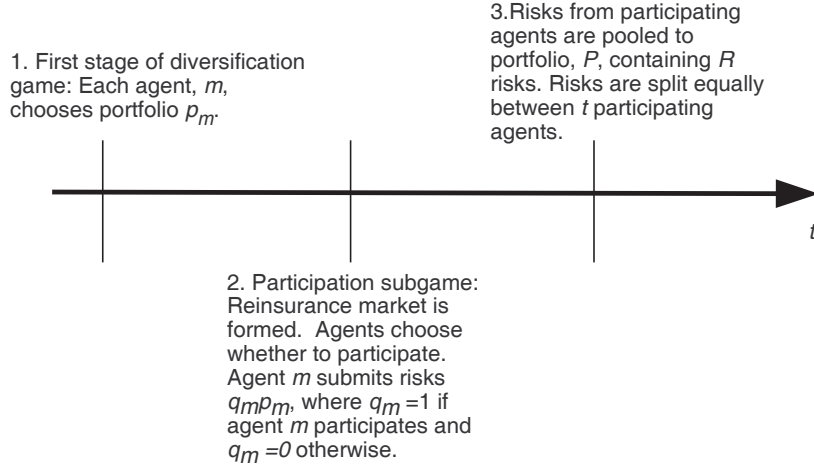 1. First stage of diversification
game: Each agent, m,
chooses portfolio pm.
3.Risks from participating
agents are pooled to
portfolio, P, containing R
risks. Risks are split equally
between t participating
agents.
t
2. Participation subgame:
Reinsurance market is
formed.  Agents choose
whether to participate.
Agent m submits risks
qmpm, where qm =1 if
agent m participates and
qm =0 otherwise.